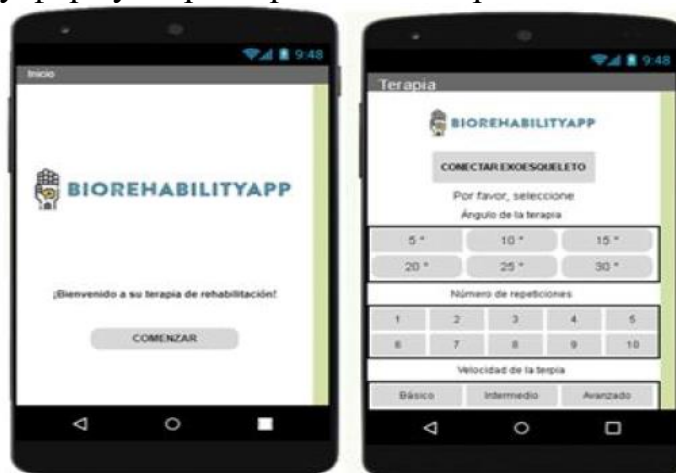 9:48
Inicio
BIOREHABILITYAPP
¡Bienvenido a su terapia de rehabilitación!
COMENZAR
9:48
Terapia
BIOREHABILITYAPP
CONECTAR EXOESQUELETO
Por favor, seleccione
Ángulo de la terapia
5 ° 10 ° 15 °
20 ° 25 ° 30 °
Número de repeticiones
1 2 3 4 5
6 7 8 9 10
Velocidad de la terpia
Básico Intermedio Avanzado